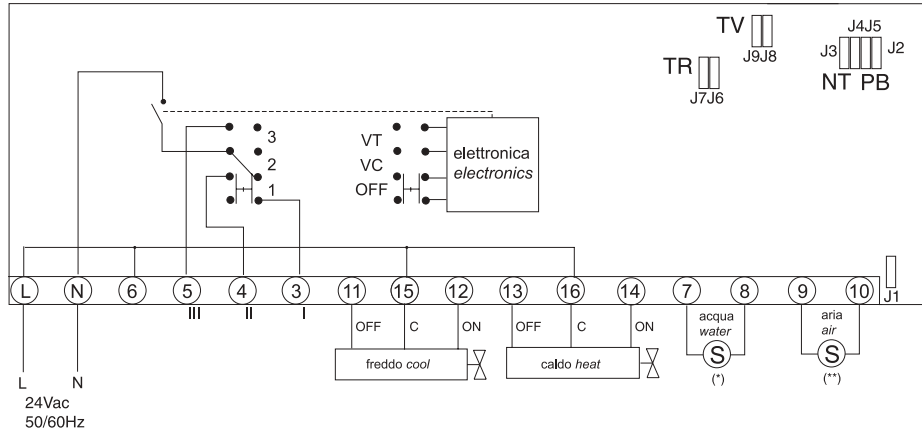 TV
J9J8
TR
J7J6
J4J5
J3
J2
NT PB
3
2
1
VT
VC
OFF
elettronica
electronics
L N 6 5 4 3 11 15 12 13 16 14 7 8 9 10
J1
III II I
OFF C ON
freddo cool
OFF C ON
caldo heat
acqua
water
S
(*)
aria
air
S
(**)
L N
24Vac
50/60Hz